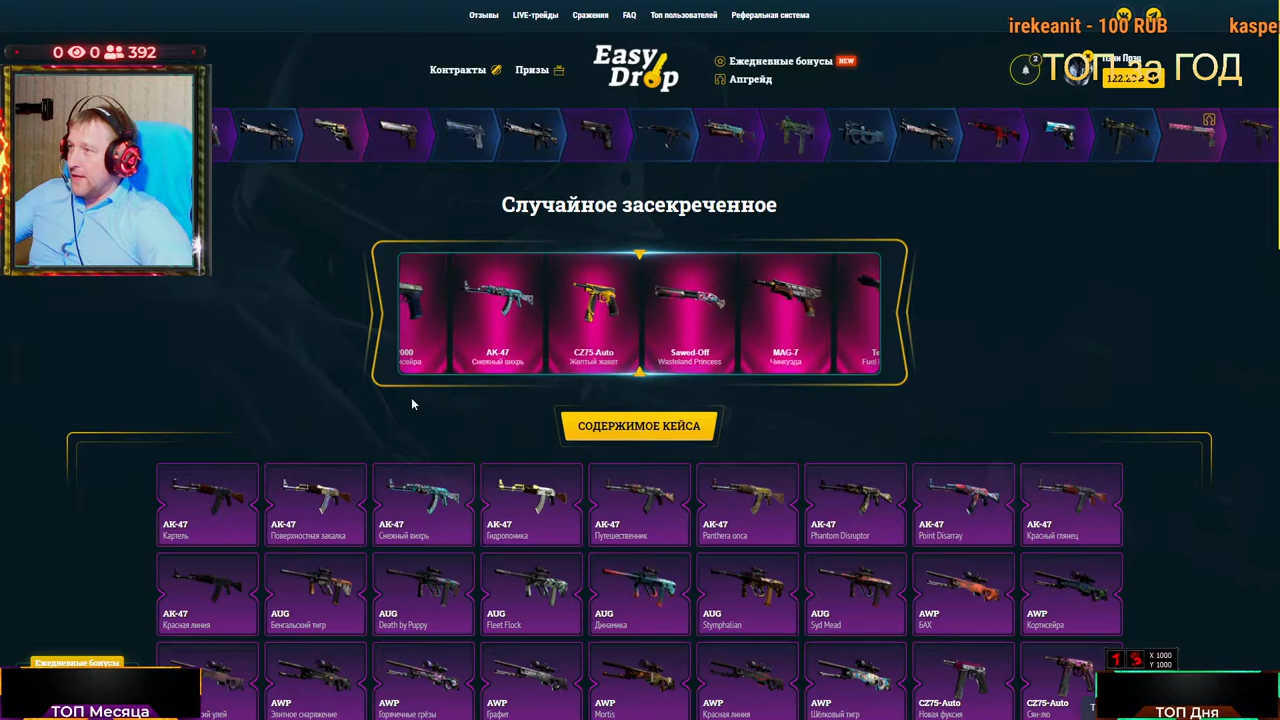 Отзывы LIVE-трейды Сражения FAQ Топ пользователей Реферальная система
irekeanit - 100 RUB kaspe
0 0 392
Контракты Призы
Easy Drop
Ежедневные бонусы NEW
Апгрейд
2
ТОП за ГОД
Случайное засекреченное
AK-47 CZ75-Auto Sawed-Off MAG-7
Снежный вихрь Желтый жакет Wasteland Princess Чинкуэда
СОДЕРЖИМОЕ КЕЙСА
AK-47 AK-47 AK-47 AK-47 AK-47 AK-47 AK-47 AK-47 AK-47
Картель Поверхностная закалка Снежный вихрь Гидропоника Путешественник Panthera onca Phantom Disruptor Point Disarray Красный глянец
AK-47 AUG AUG AUG AUG AUG AUG AWP AWP
Красная линия Бенгальский тигр Death by Puppy Fleet Flock Динамика Stymphalian Syd Mead БАХ Кортисейра
Ежедневные бонусы
X 1000
Y 1000
AWP AWP AWP AWP AWP AWP CZ75-Auto CZ75-Auto
Элитное снаряжение Горячечные грёзы Графит Mortis Красная линия Шёлковый тигр Новая фуксия Сян-лю
ТОП Месяца
ТОП Дня